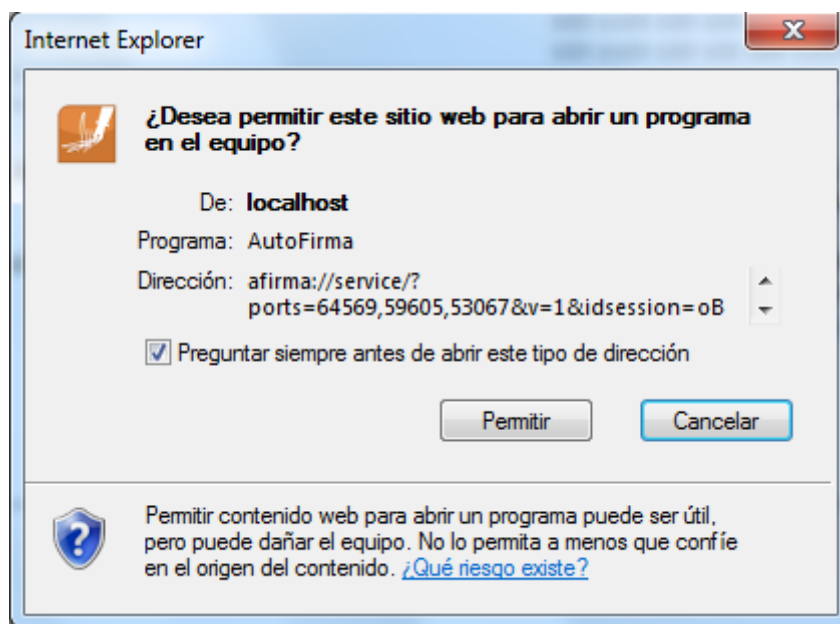 Internet Explorer
¿Desea permitir este sitio web para abrir un programa
en el equipo?
De: localhost
Programa: AutoFirma
Dirección: afirma://service/?
ports=64569,59605,53067&v=1&idsession=oB
Preguntar siempre antes de abrir este tipo de dirección
Permitir
Cancelar
Permitir contenido web para abrir un programa puede ser útil,
pero puede dañar el equipo. No lo permita a menos que confíe
en el origen del contenido. ¿Qué riesgo existe?